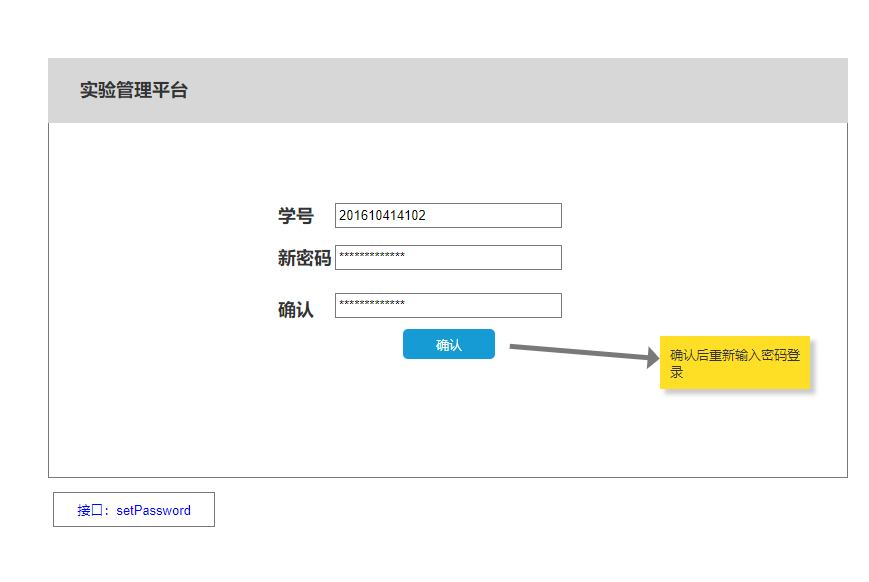 实验管理平台
学号
201610414102
新密码
*************
确认
*************
确认
确认后重新输入密码登
录
接口：setPassword